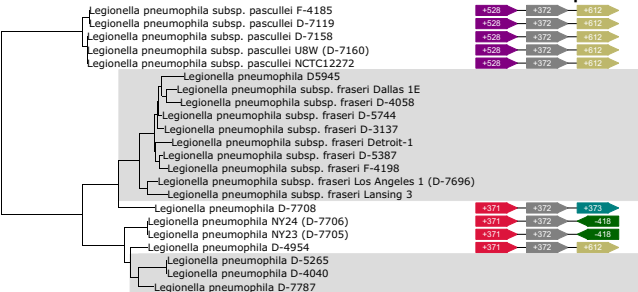 Legionella pneumophila subsp. pascullei F-4185 +528 +372 +612
Legionella pneumophila subsp. pascullei D-7119 +528 +372 +612
Legionella pneumophila subsp. pascullei D-7158 +528 +372 +612
Legionella pneumophila subsp. pascullei U8W (D-7160) +528 +372 +612
Legionella pneumophila subsp. pascullei NCTC12272 +528 +372 +612
Legionella pneumophila D5945
Legionella pneumophila subsp. fraseri Dallas 1E
Legionella pneumophila subsp. fraseri D-4058
Legionella pneumophila subsp. fraseri D-5744
Legionella pneumophila subsp. fraseri D-3137
Legionella pneumophila subsp. fraseri Detroit-1
Legionella pneumophila subsp. fraseri D-5387
Legionella pneumophila subsp. fraseri F-4198
Legionella pneumophila subsp. fraseri Los Angeles 1 (D-7696)
Legionella pneumophila subsp. fraseri Lansing 3
Legionella pneumophila D-7708 +371 +372 +373
Legionella pneumophila NY24 (D-7706) +371 +372 -418
Legionella pneumophila NY23 (D-7705) +371 +372 -418
Legionella pneumophila D-4954 +371 +372 +612
Legionella pneumophila D-5265
Legionella pneumophila D-4040
Legionella pneumophila D-7787